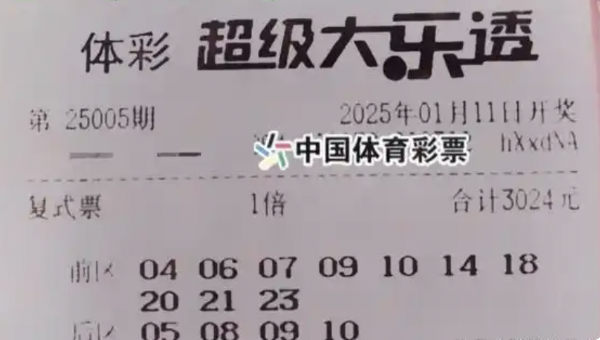 体彩 超级大乐透
第 25005期 2025年01月11日开奖
中国体育彩票 hXxdNA
复式票 1倍 合计3024元
前区 04 06 07 09 10 14 18
20 21 23
后区 05 08 09 10